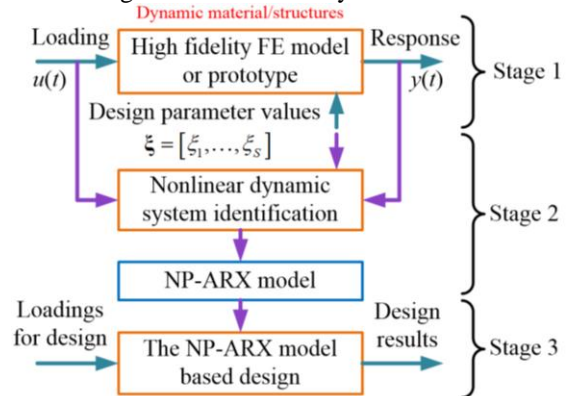 Dynamic material/structures
Loading
High fidelity FE model
or prototype
Response
u(t)
y(t)
Stage 1
Design parameter values
ξ = [ξ₁,…,ξ_S]
Nonlinear dynamic
system identification
Stage 2
NP-ARX model
Loadings
for design
The NP-ARX model
based design
Design
results
Stage 3